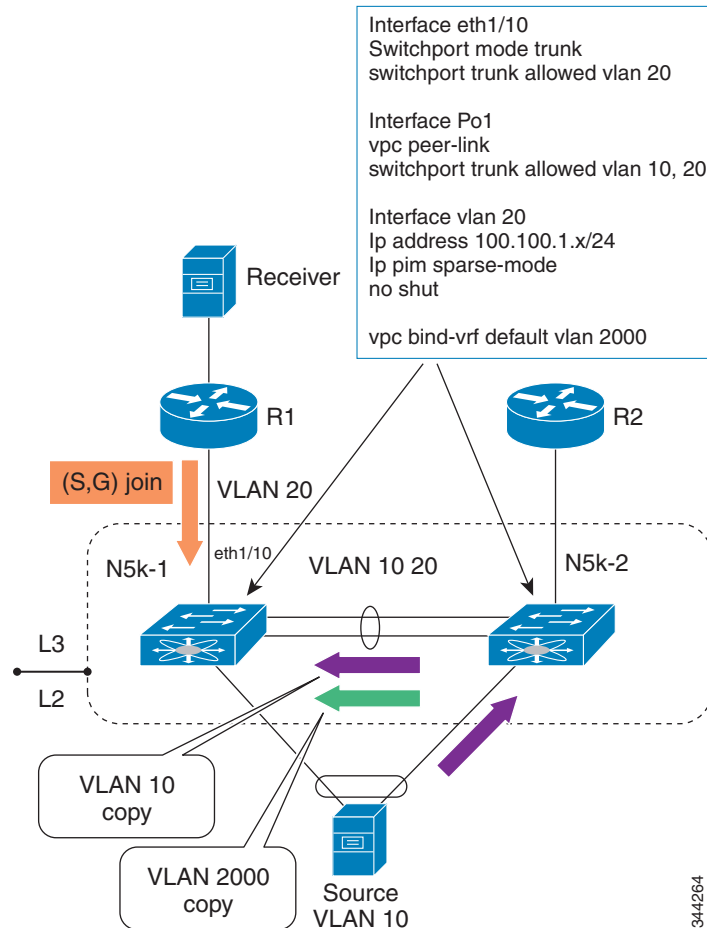 Interface eth1/10
Switchport mode trunk
switchport trunk allowed vlan 20
Interface Po1
vpc peer-link
switchport trunk allowed vlan 10, 20
Interface vlan 20
Ip address 100.100.1.x/24
Ip pim sparse-mode
no shut
vpc bind-vrf default vlan 2000
Receiver
R1
R2
(S,G) join
VLAN 20
eth1/10
N5k-1
VLAN 10 20
N5k-2
L3
L2
VLAN 10
copy
VLAN 2000
copy
Source
VLAN 10
344264